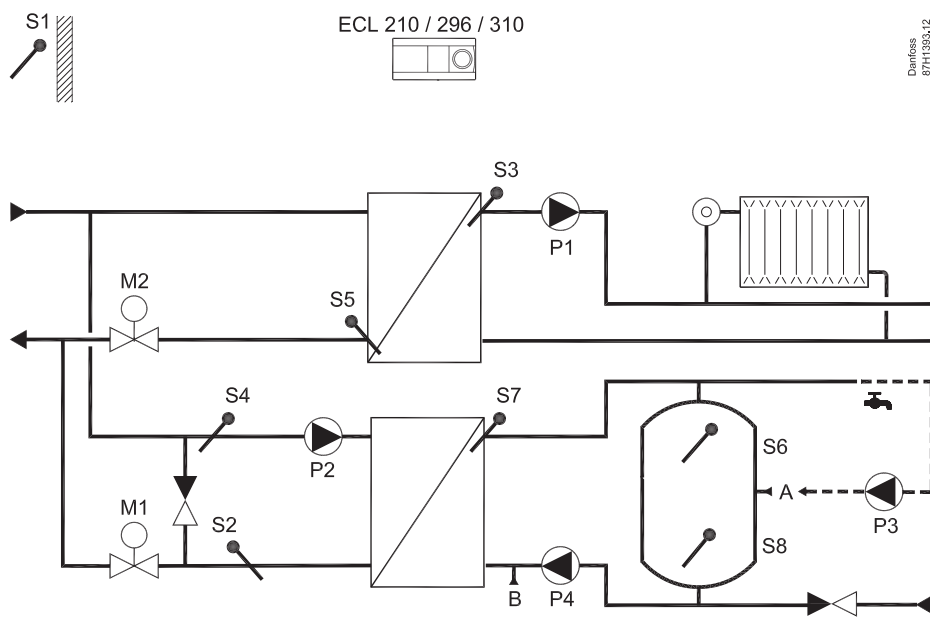 S1
ECL 210 / 296 / 310
Danfoss
87H1393.12
S3
P1
M2
S5
S4
S7
P2
S6
A
M1
S2
P3
S8
B
P4